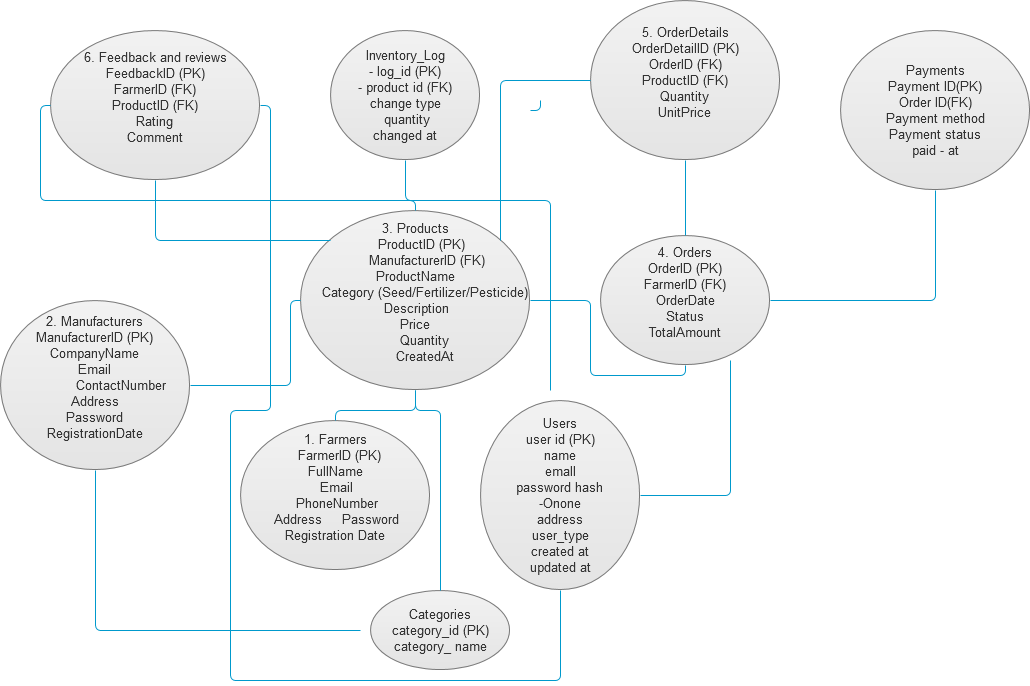 6. Feedback and reviews
FeedbackID (PK)
FarmerID (FK)
ProductID (FK)
Rating
Comment
Inventory_Log
- log_id (PK)
- product id (FK)
change type
quantity
changed at
5. OrderDetails
OrderDetailID (PK)
OrderID (FK)
ProductID (FK)
Quantity
UnitPrice
Payments
Payment ID(PK)
Order ID(FK)
Payment method
Payment status
paid - at
3. Products
ProductID (PK)
ManufacturerID (FK)
ProductName
Category (Seed/Fertilizer/Pesticide)
Description
Price
Quantity
CreatedAt
4. Orders
OrderID (PK)
FarmerID (FK)
OrderDate
Status
TotalAmount
2. Manufacturers
ManufacturerID (PK)
CompanyName
Email
ContactNumber
Address
Password
RegistrationDate
1. Farmers
FarmerID (PK)
FullName
Email
PhoneNumber
Address Password
Registration Date
Users
user id (PK)
name
emall
password hash
-Onone
address
user_type
created at
updated at
Categories
category_id (PK)
category_ name